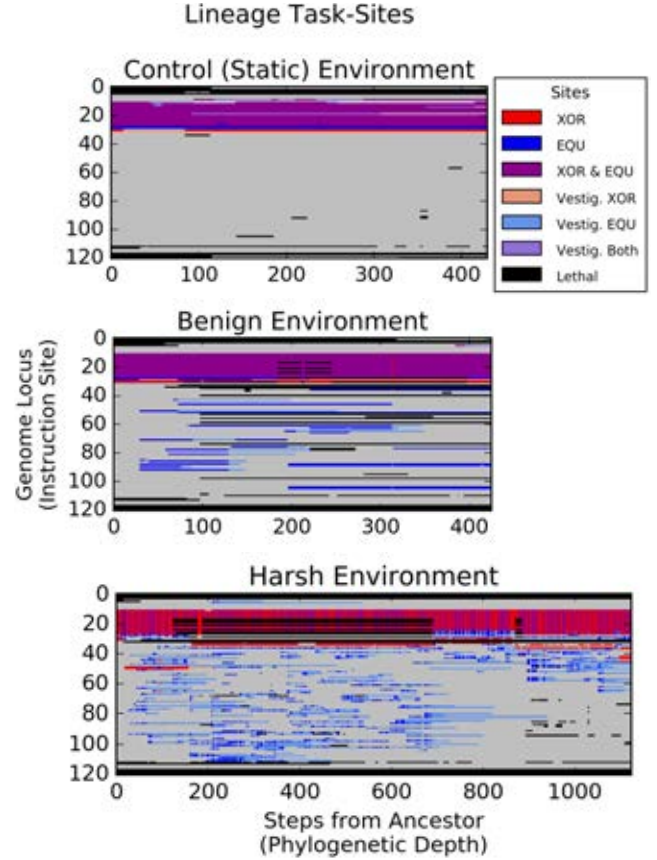 Lineage Task-Sites
Control (Static) Environment
0
20
40
60
80
100
120
0
100
200
300
400
Sites
XOR
EQU
XOR & EQU
Vestig. XOR
Vestig. EQU
Vestig. Both
Lethal
Benign Environment
Genome Locus
(Instruction Site)
0
20
40
60
80
100
120
0
100
200
300
400
Harsh Environment
0
20
40
60
80
100
120
0
200
400
600
800
1000
Steps from Ancestor
(Phylogenetic Depth)